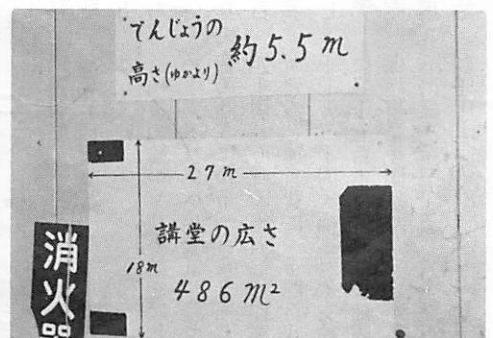 てんじょうの
高さ(ゆかより)
約5.5m
27m
18m
講堂の広さ
486m²
消火器